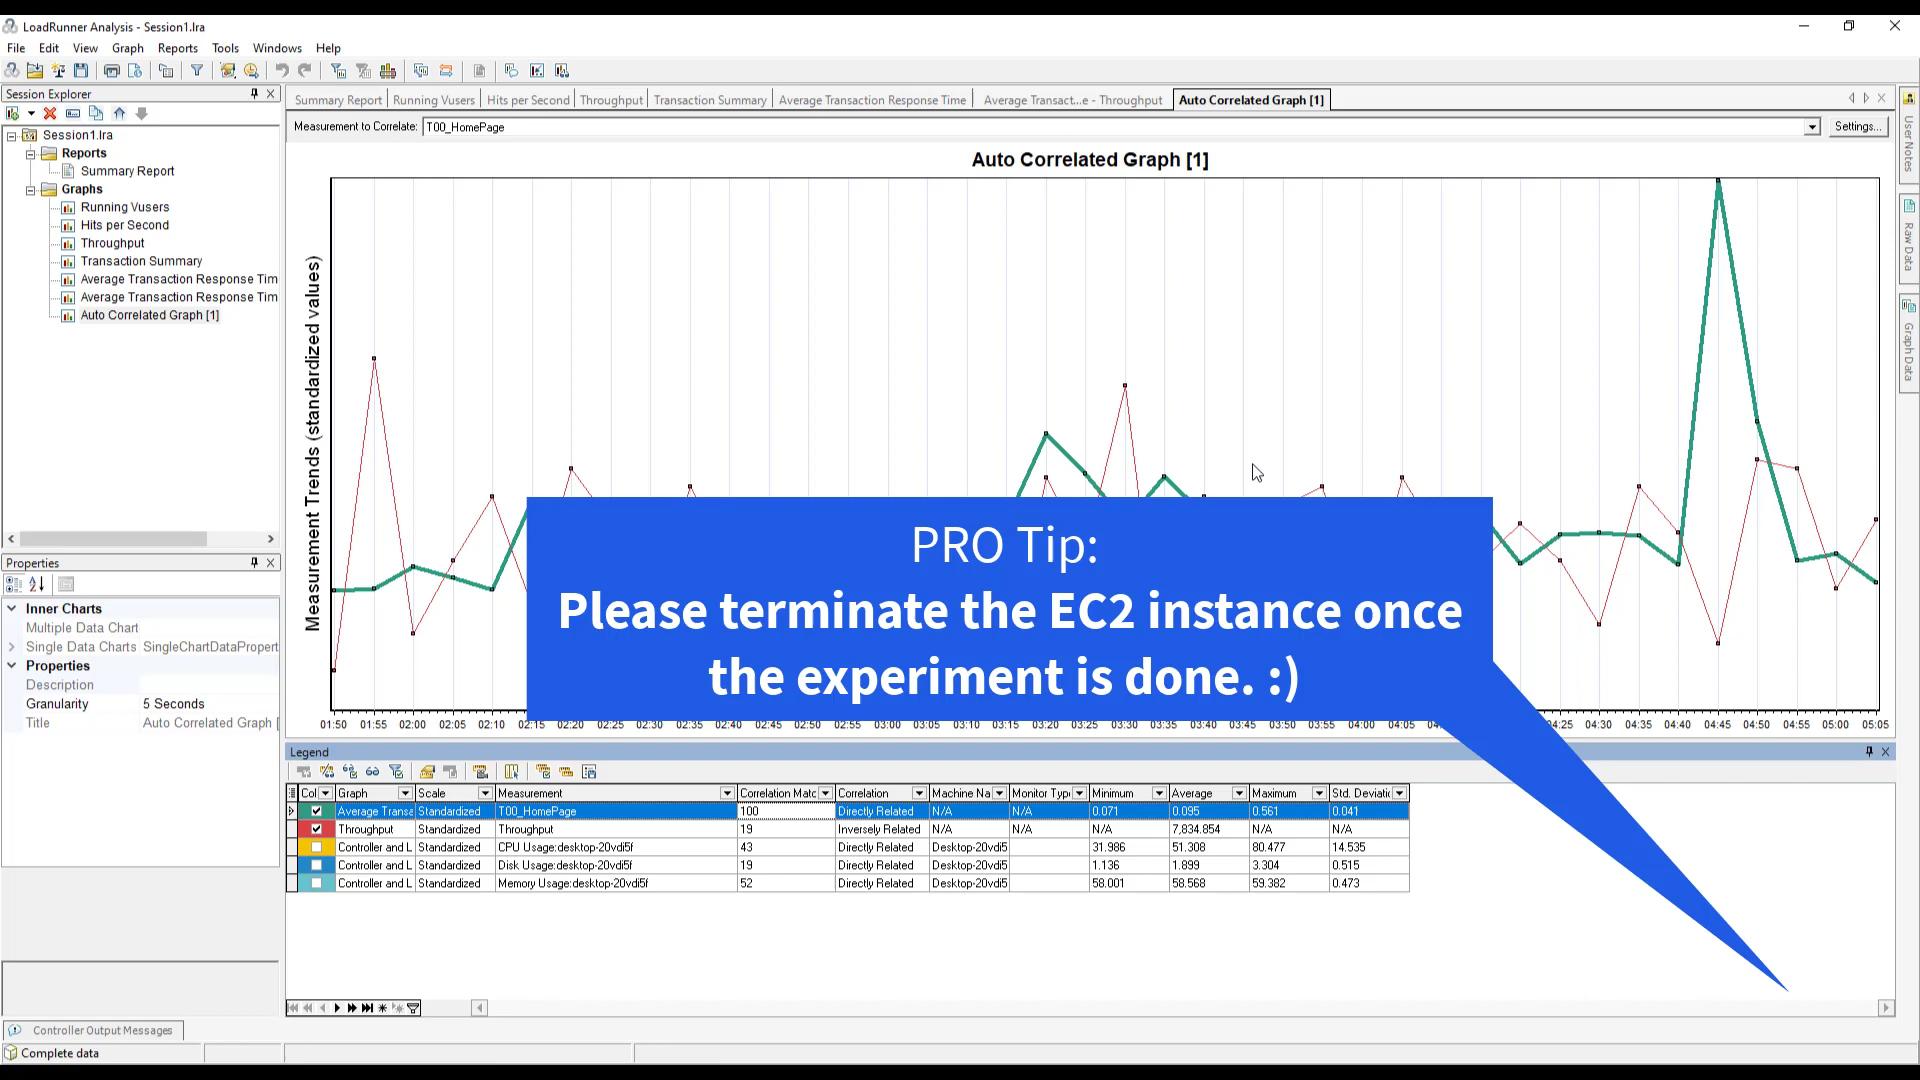 LoadRunner Analysis - Session1.lra
File Edit View Graph Reports Tools Windows Help
Session Explorer
Session1.lra
Reports
Summary Report
Graphs
Running Vusers
Hits per Second
Throughput
Transaction Summary
Average Transaction Response Tim
Average Transaction Response Tim
Auto Correlated Graph [1]
Properties
Inner Charts
Multiple Data Chart
Single Data Charts SingleChartDataPropert
Properties
Description
Granularity 5 Seconds
Title Auto Correlated Graph [
Summary Report Running Vusers Hits per Second Throughput Transaction Summary Average Transaction Response Time Average Transact...e - Throughput Auto Correlated Graph [1]
Measurement to Correlate: T00_HomePage Settings...
Auto Correlated Graph [1]
Measurement Trends (standardized values)
PRO Tip:
Please terminate the EC2 instance once
the experiment is done. :)
01:50 01:55 02:00 02:05 02:10 02:15 02:20 02:25 02:30 02:35 02:40 02:45 02:50 02:55 03:00 03:05 03:10 03:15 03:20 03:25 03:30 03:35 03:40 03:45 03:50 03:55 04:00 04:05 04:10 04:15 4:25 04:30 04:35 04:40 04:45 04:50 04:55 05:00 05:05
Legend
Col Graph Scale Measurement Correlation Matc Correlation Machine Na Monitor Typ Minimum Average Maximum Std. Deviatic
Average Transa Standardized T00_HomePage 100 Directly Related N/A N/A 0.071 0.095 0.561 0.041
Throughput Standardized Throughput 19 Inversely Related N/A N/A N/A 7,834.854 N/A N/A
Controller and L Standardized CPU Usage:desktop-20vdi5f 43 Directly Related Desktop-20vdi5 31.986 51.308 80.477 14.535
Controller and L Standardized Disk Usage:desktop-20vdi5f 19 Directly Related Desktop-20vdi5 1.136 1.899 3.304 0.515
Controller and L Standardized Memory Usage:desktop-20vdi5f 52 Directly Related Desktop-20vdi5 58.001 58.568 59.382 0.473
User Notes
Raw Data
Graph Data
Controller Output Messages
Complete data